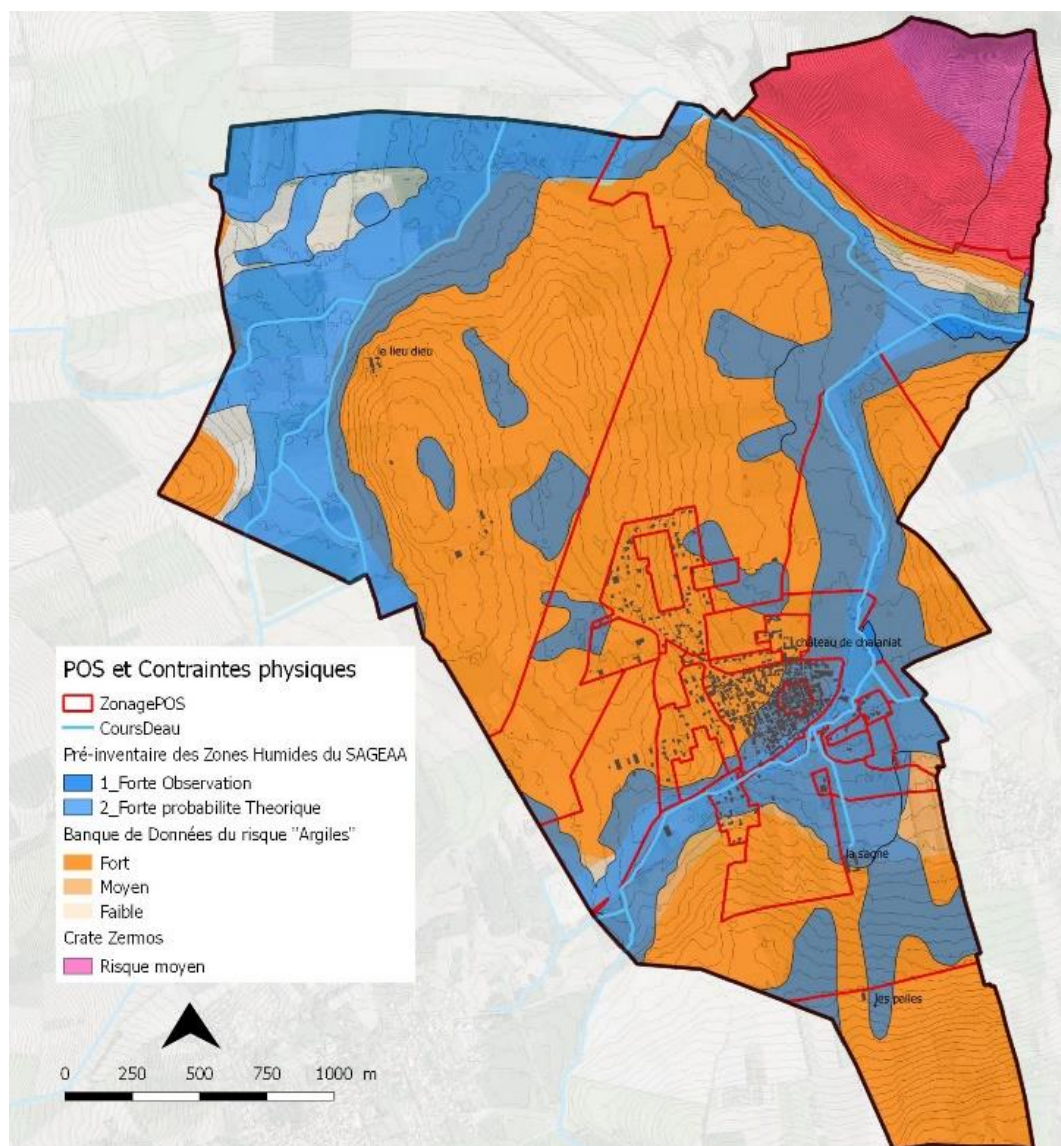 le lieu dieu
château de chalaniat
POS et Contraintes physiques
ZonagePOS
CoursDeau
Pré-inventaire des Zones Humides du SAGEAA
1_Forte Observation
2_Forte probabilite Theorique
Banque de Données du risque "Argiles"
Fort
Moyen
Faible
Crate Zermos
Risque moyen
la sagne
les pailles
0 250 500 750 1000 m